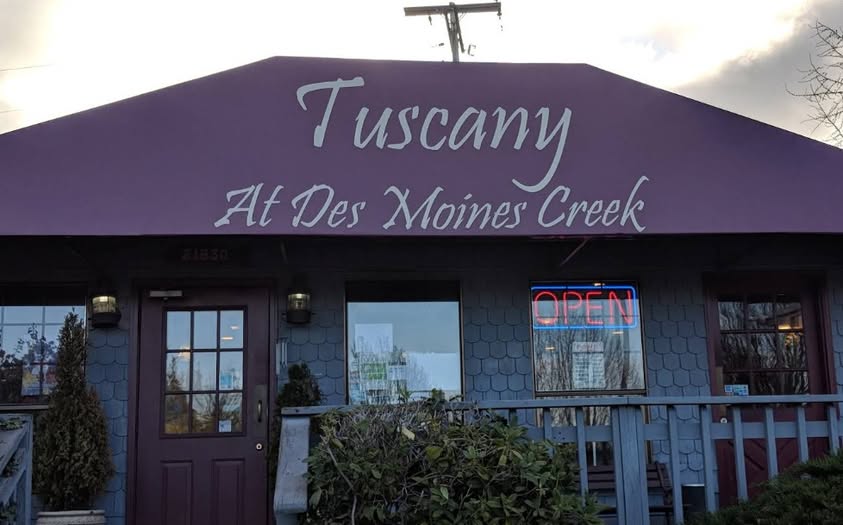 Tuscany
At Des Moines Creek
21830
OPEN